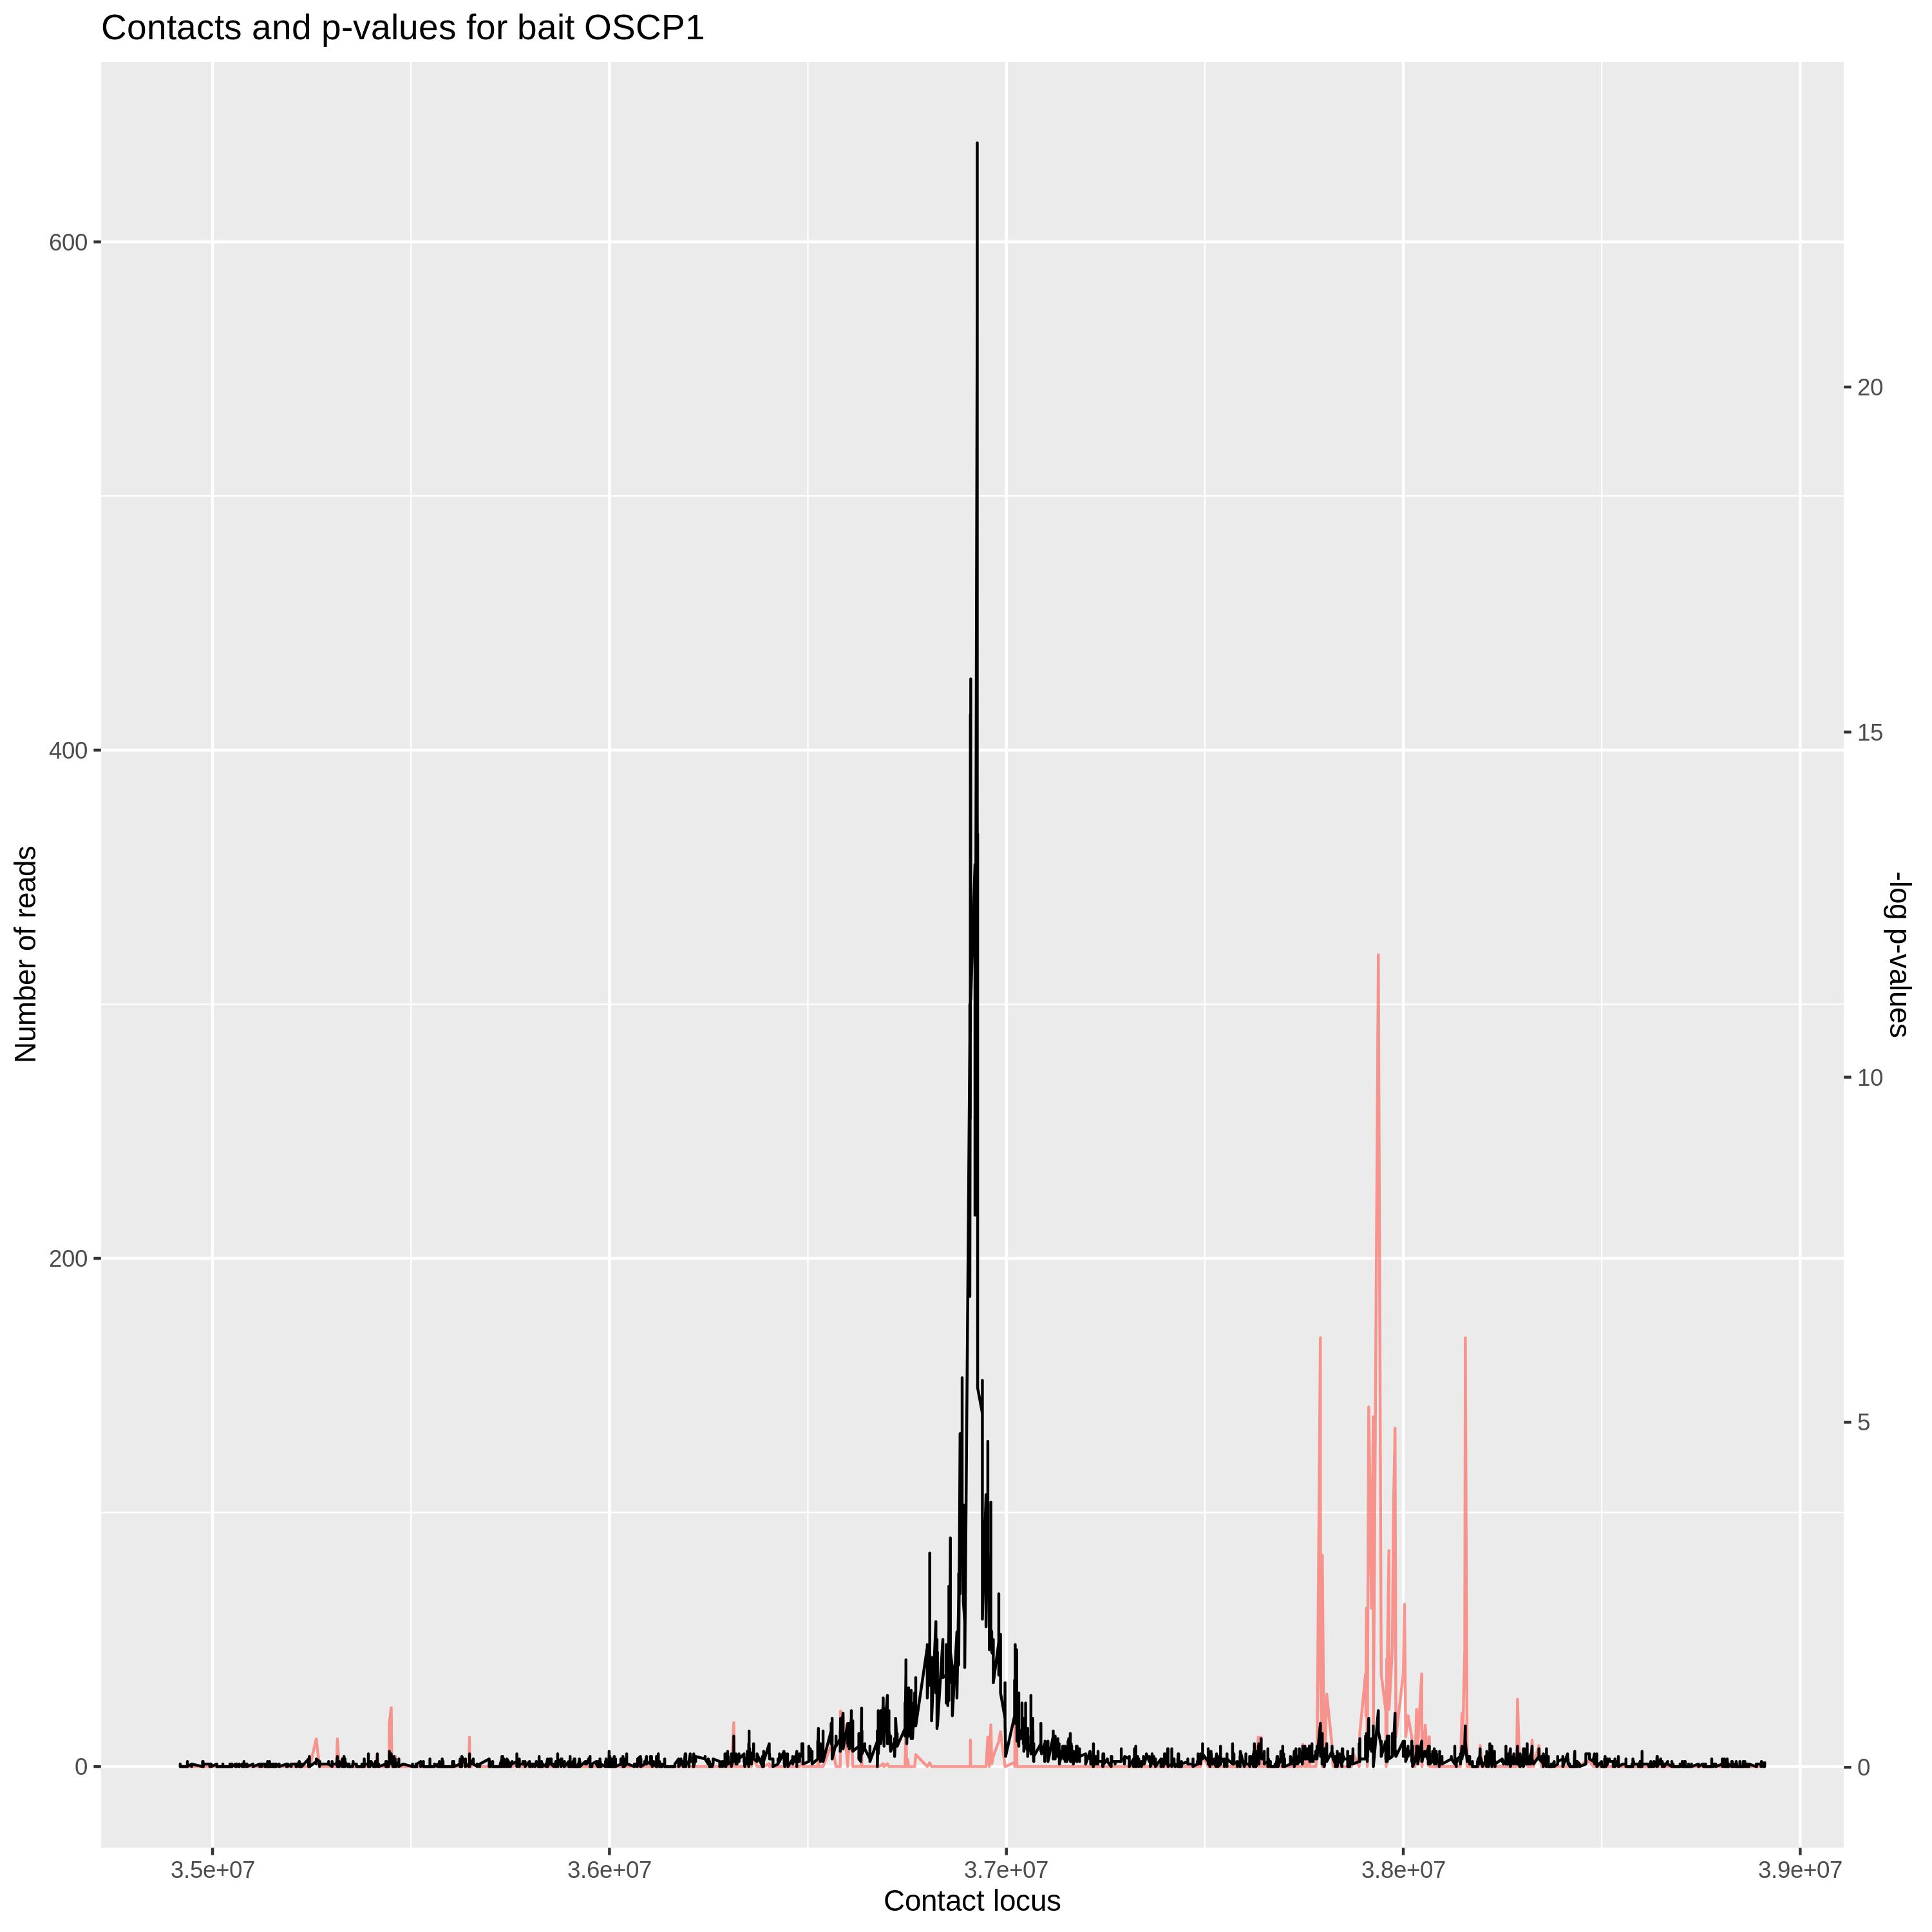 Contacts and p-values for bait OSCP1
600
400
200
0
Number of reads
20
15
10
5
0
-log p-values
3.5e+07
3.6e+07
3.7e+07
3.8e+07
3.9e+07
Contact locus